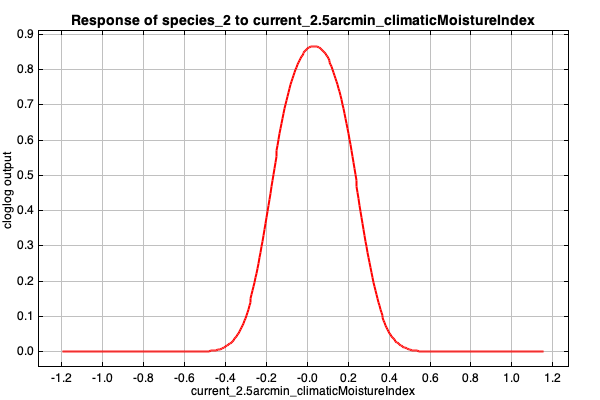 Response of species_2 to current_2.5arcmin_climaticMoistureIndex
0.9
0.8
0.7
0.6
0.5
0.4
0.3
0.2
0.1
0.0
cloglog output
-1.2 -1.0 -0.8 -0.6 -0.4 -0.2 -0.0 0.2 0.4 0.6 0.8 1.0 1.2
current_2.5arcmin_climaticMoistureIndex